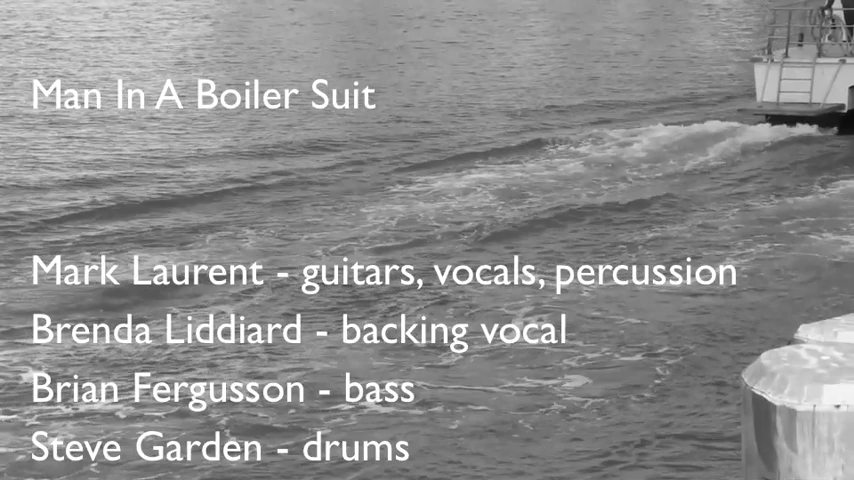 Man In A Boiler Suit
Mark Laurent - guitars, vocals, percussion
Brenda Liddiard - backing vocal
Brian Fergusson - bass
Steve Garden - drums